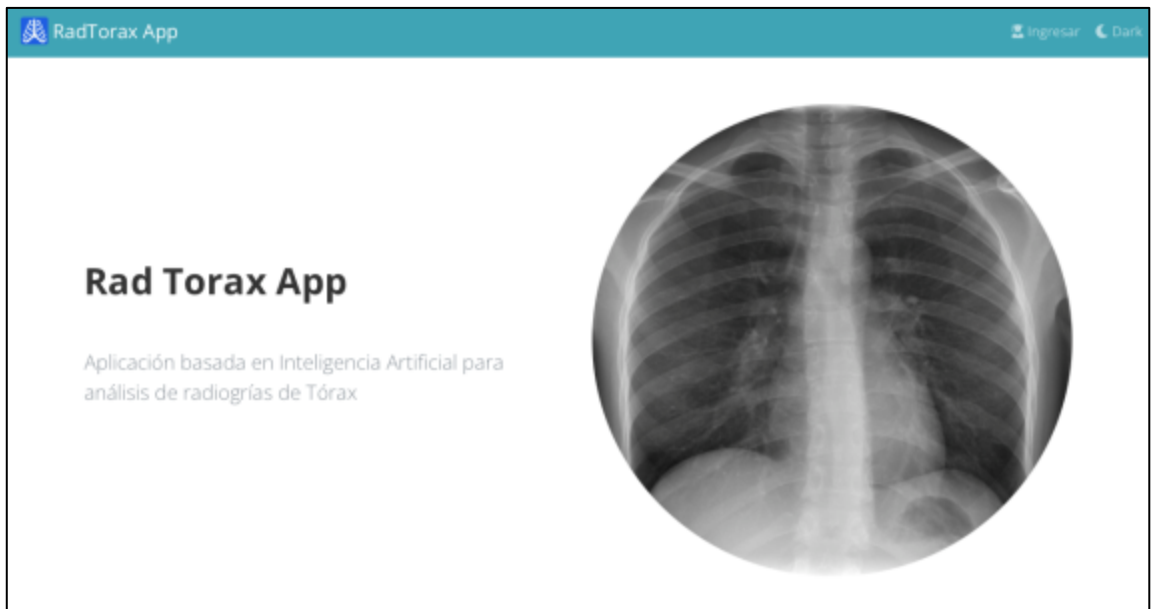 RadTorax App
Ingresar
Dark
Rad Torax App
Aplicación basada en Inteligencia Artificial para
análisis de radiogrías de Tórax